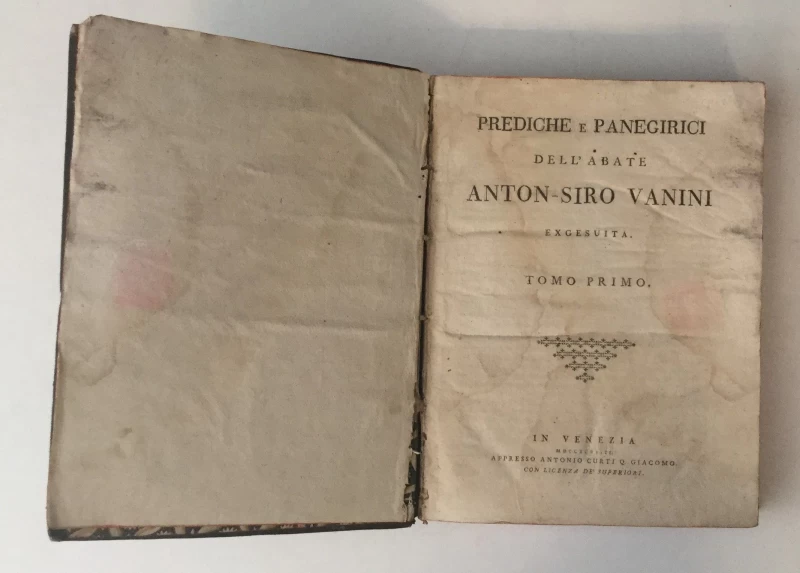 PREDICHE E PANEGIRICI
DELL'ABATE
ANTON-SIRO VANINI
EXGESUITA.
TOMO PRIMO.
IN VENEZIA
APPRESSO ANTONIO CURTI Q. GIACOMO.
CON LICENZA DE' SUPERIORI.